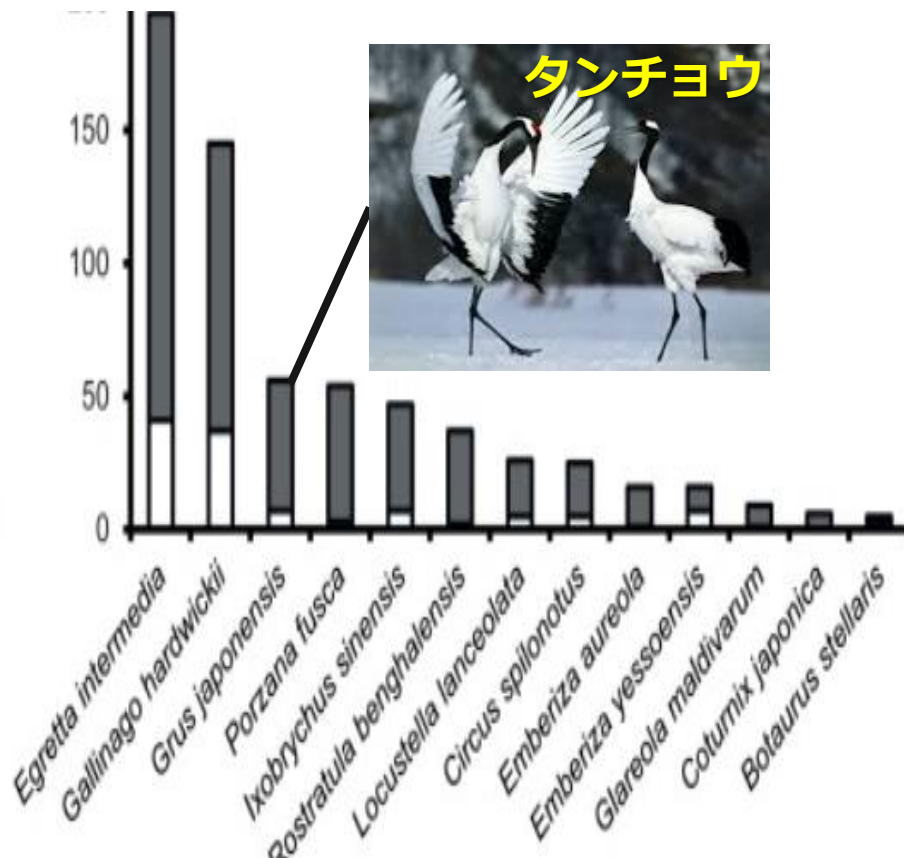 タンチョウ
150
100
50
0
Egretta intermedia
Gallinago hardwickii
Grus japonensis
Porzana fusca
Ixobrychus sinensis
Rostratula benghalensis
Locustella lanceolata
Circus spilonotus
Emberiza aureola
Emberiza yessoensis
Glareola maldivarum
Coturnix japonica
Botaurus stellaris